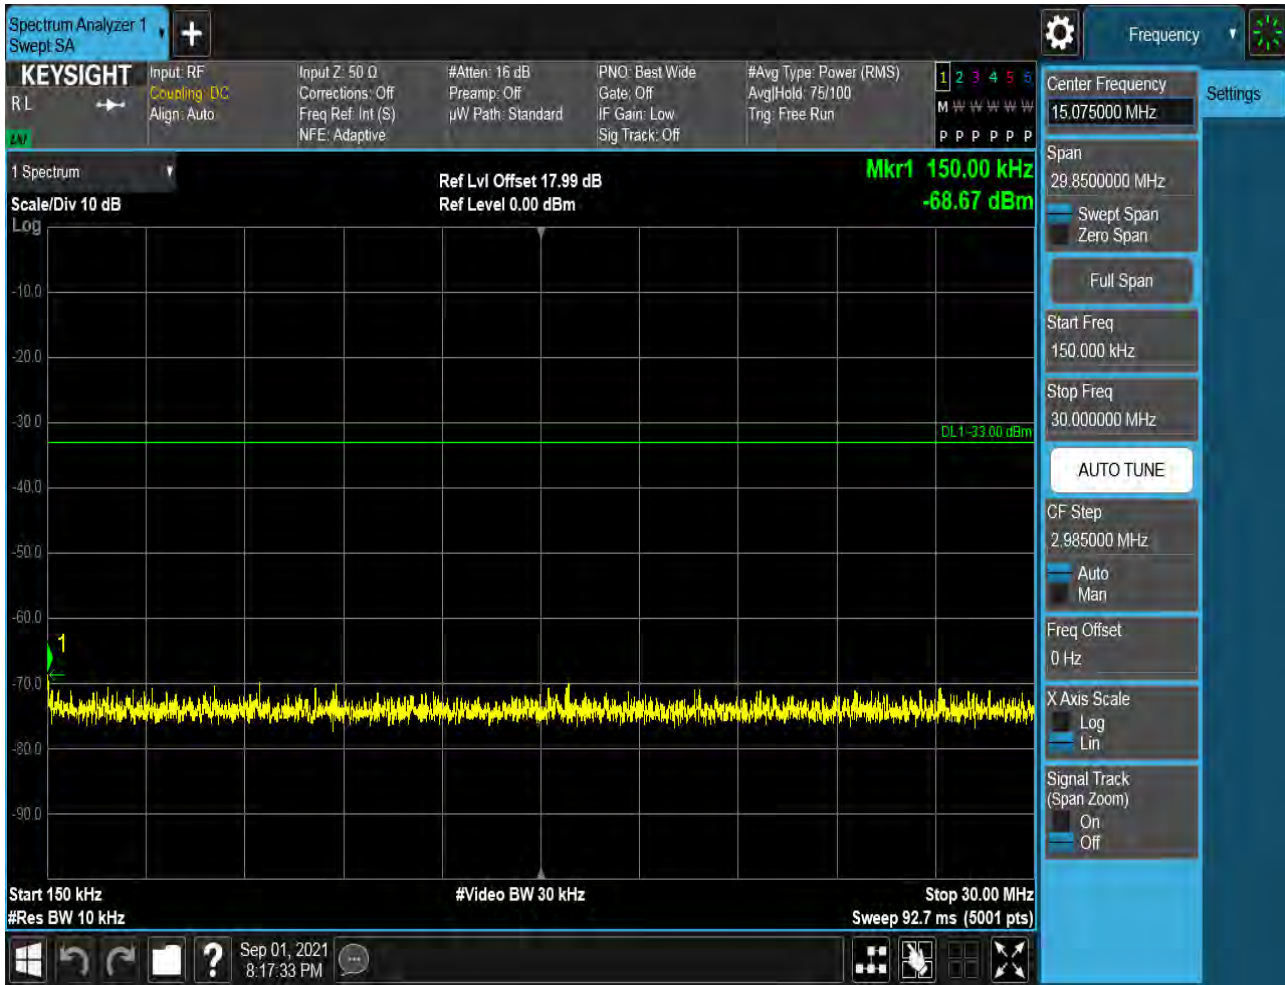 Spectrum Analyzer 1
Swept SA
Frequency
KEYSIGHT
R L
LNI
Input: RF
Coupling: DC
Align: Auto
Input Z: 50 Ω
Corrections: Off
Freq Ref: Int (S)
NFE: Adaptive
#Atten: 16 dB
Preamp: Off
µW Path: Standard
PNO: Best Wide
Gate: Off
IF Gain: Low
Sig Track: Off
#Avg Type: Power (RMS)
Avg|Hold: 75/100
Trig: Free Run
1 2 3 4 5 6
M W W W W W
P P P P P P
1 Spectrum
Scale/Div 10 dB
Log
Ref Lvl Offset 17.99 dB
Ref Level 0.00 dBm
Mkr1 150.00 kHz
-68.67 dBm
-10.0
-20.0
-30.0
DL1 -33.00 dBm
-40.0
-50.0
-60.0
1
-70.0
-80.0
-90.0
Start 150 kHz
#Res BW 10 kHz
#Video BW 30 kHz
Stop 30.00 MHz
Sweep 92.7 ms (5001 pts)
Center Frequency
15.075000 MHz
Settings
Span
29.8500000 MHz
Swept Span
Zero Span
Full Span
Start Freq
150.000 kHz
Stop Freq
30.000000 MHz
AUTO TUNE
CF Step
2.985000 MHz
Auto
Man
Freq Offset
0 Hz
X Axis Scale
Log
Lin
Signal Track
(Span Zoom)
On
Off
?
Sep 01, 2021
8:17:33 PM